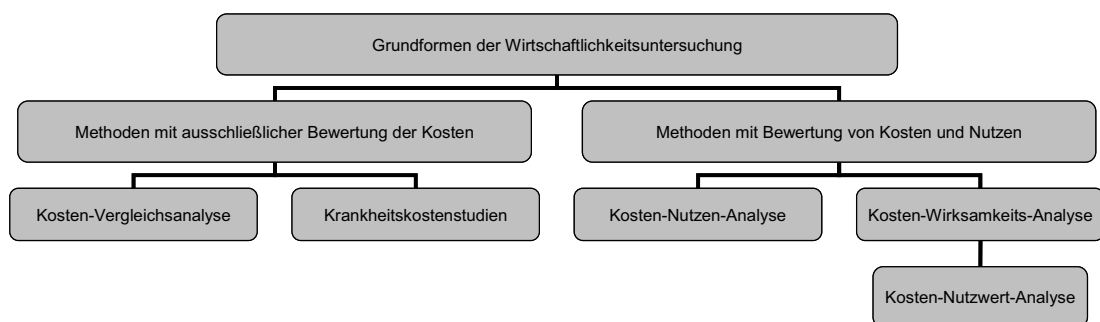 Grundformen der Wirtschaftlichkeitsuntersuchung
Methoden mit ausschließlicher Bewertung der Kosten
Methoden mit Bewertung von Kosten und Nutzen
Kosten-Vergleichsanalyse
Krankheitskostenstudien
Kosten-Nutzen-Analyse
Kosten-Wirksamkeits-Analyse
Kosten-Nutzwert-Analyse